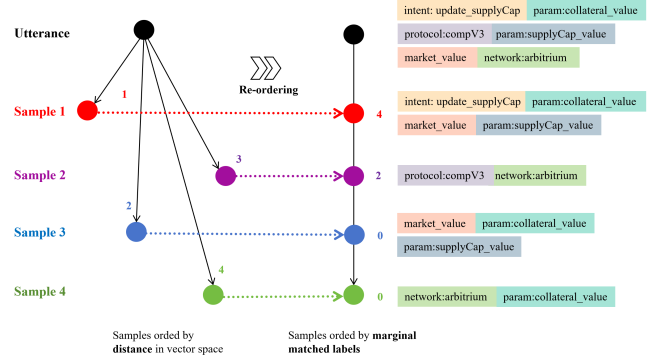 Utterance
intent: update_supplyCap param:collateral_value
protocol:compV3 param:supplyCap_value
market_value network:arbitrium
Re-ordering
1
Sample 1
4
intent: update_supplyCap param:collateral_value
market_value param:supplyCap_value
3
Sample 2
2
protocol:compV3 network:arbitrium
2
Sample 3
0
market_value param:collateral_value
param:supplyCap_value
4
Sample 4
0
network:arbitrium param:collateral_value
Samples orded by
distance in vector space
Samples orded by marginal
matched labels